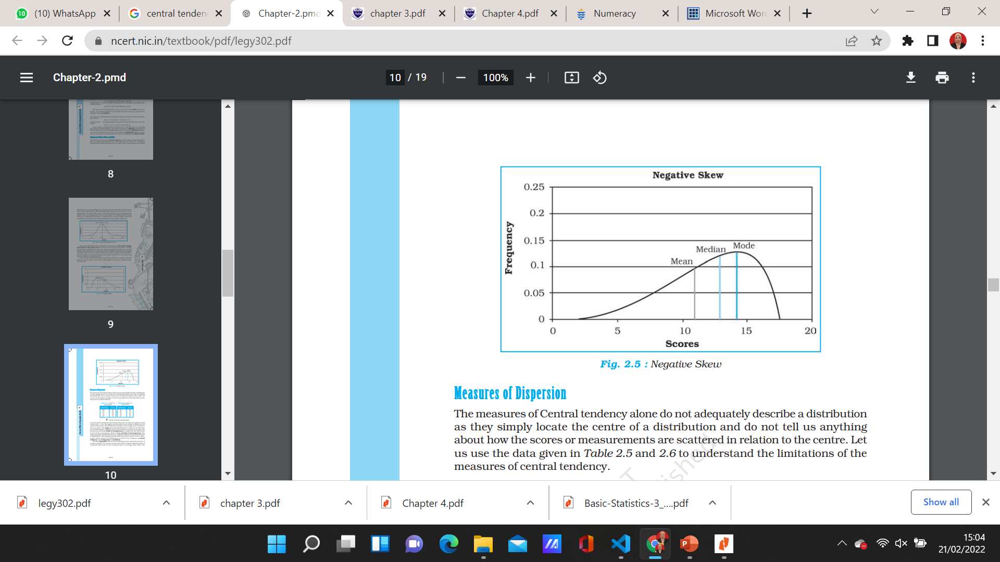 (10) WhatsApp
central tendenc
Chapter-2.pmd
chapter 3.pdf
Chapter 4.pdf
Numeracy
Microsoft Word
ncert.nic.in/textbook/pdf/legy302.pdf
Chapter-2.pmd
10 / 19
100%
8
9
10
Negative Skew
0.25
0.2
0.15
0.1
0.05
0
Frequency
Mean
Median
Mode
0 5 10 15 20
Scores
Fig. 2.5 : Negative Skew
Measures of Dispersion
The measures of Central tendency alone do not adequately describe a distribution
as they simply locate the centre of a distribution and do not tell us anything
about how the scores or measurements are scattered in relation to the centre. Let
us use the data given in Table 2.5 and 2.6 to understand the limitations of the
measures of central tendency.
legy302.pdf
chapter 3.pdf
Chapter 4.pdf
Basic-Statistics-3_....pdf
Show all
15:04
21/02/2022